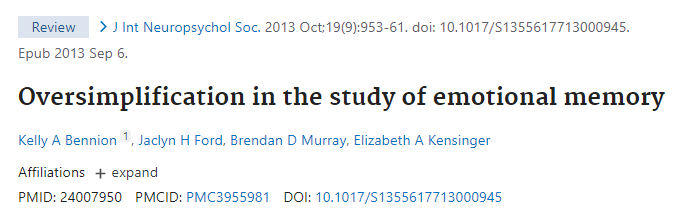 Review J Int Neuropsychol Soc. 2013 Oct;19(9):953-61. doi: 10.1017/S1355617713000945.
Epub 2013 Sep 6.
Oversimplification in the study of emotional memory
Kelly A Bennion 1, Jaclyn H Ford, Brendan D Murray, Elizabeth A Kensinger
Affiliations + expand
PMID: 24007950 PMCID: PMC3955981 DOI: 10.1017/S1355617713000945